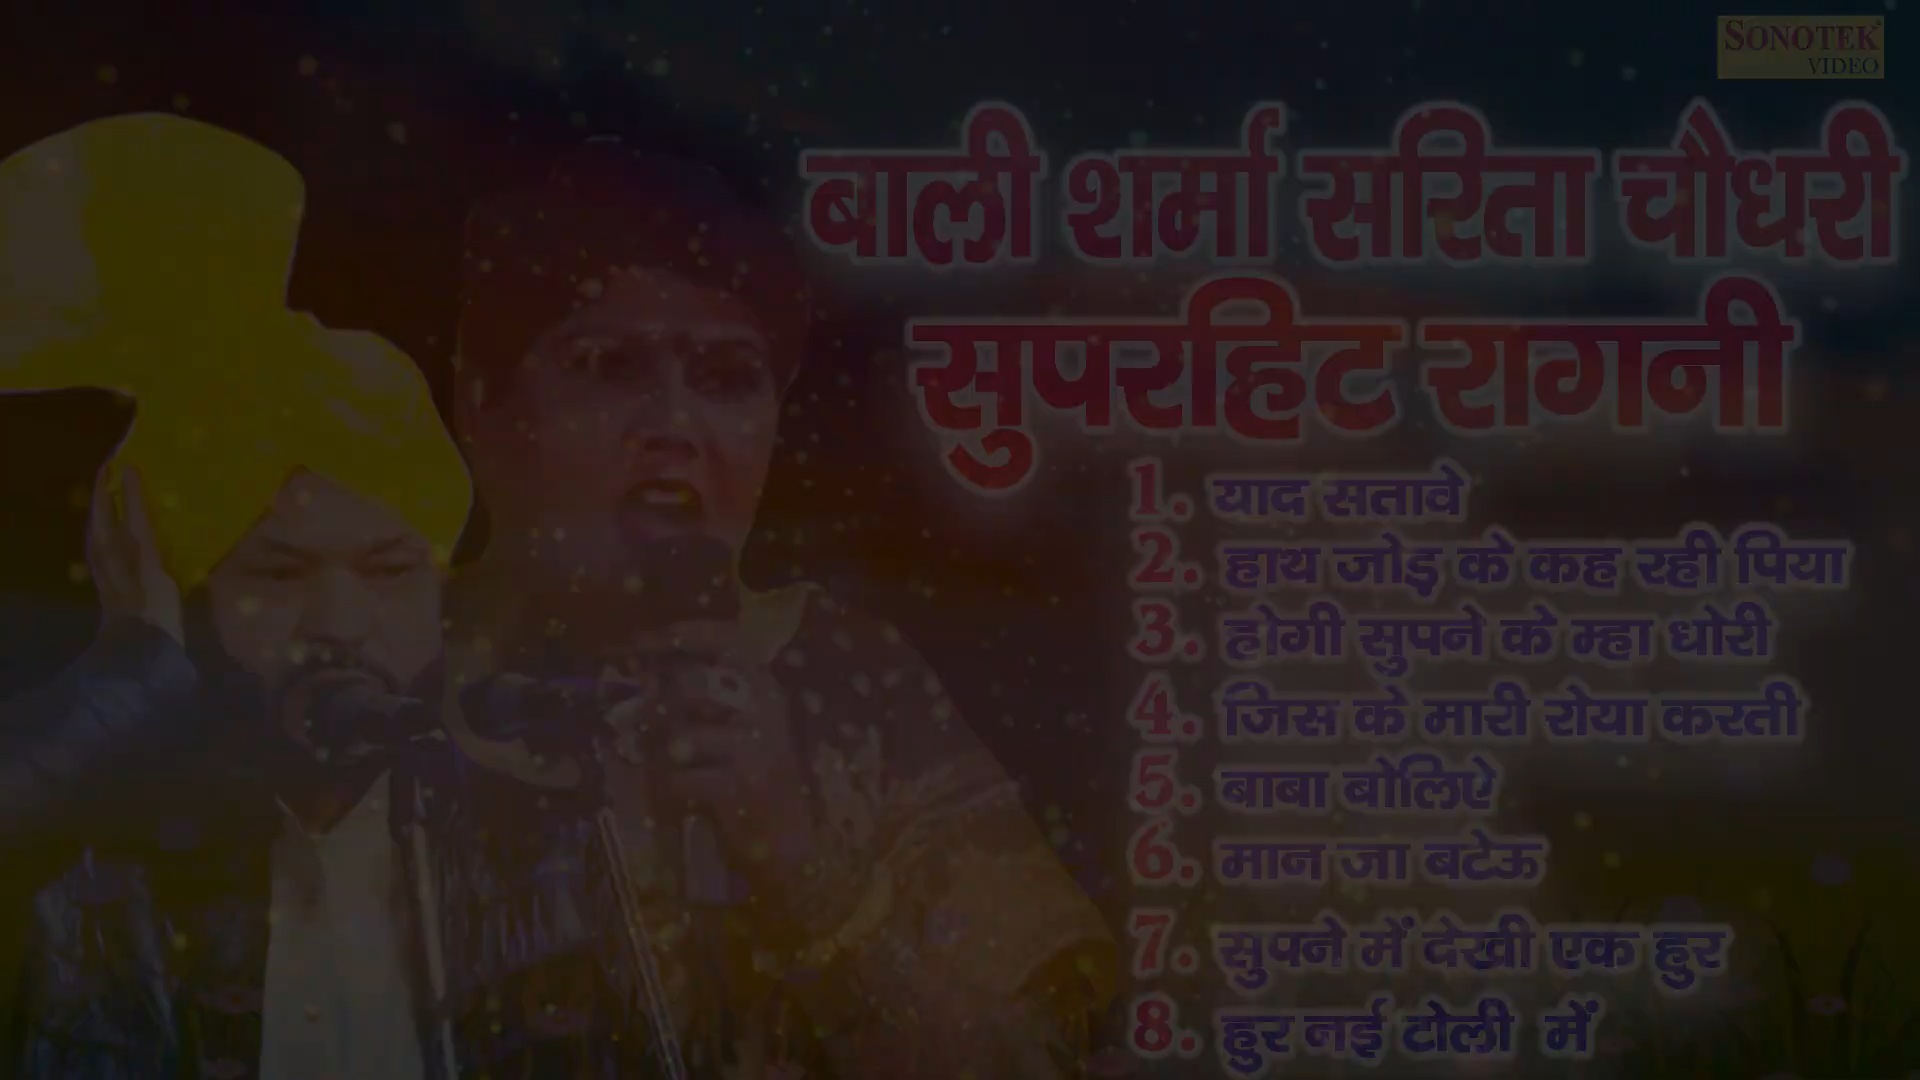 SONOTEK
VIDEO
बाली शर्मा सरिता चौधरी
सुपरहिट रागनी
1. याद सतावे
2. हाथ जोड़ के कह रही पिया
3. होगी सुपने के म्हा धोरी
4. जिस के मारी रोया करती
5. बाबा बोलिऐ
6. मान जा बटेऊ
7. सुपने में देखी एक हुर
8. हुर नई टोली में